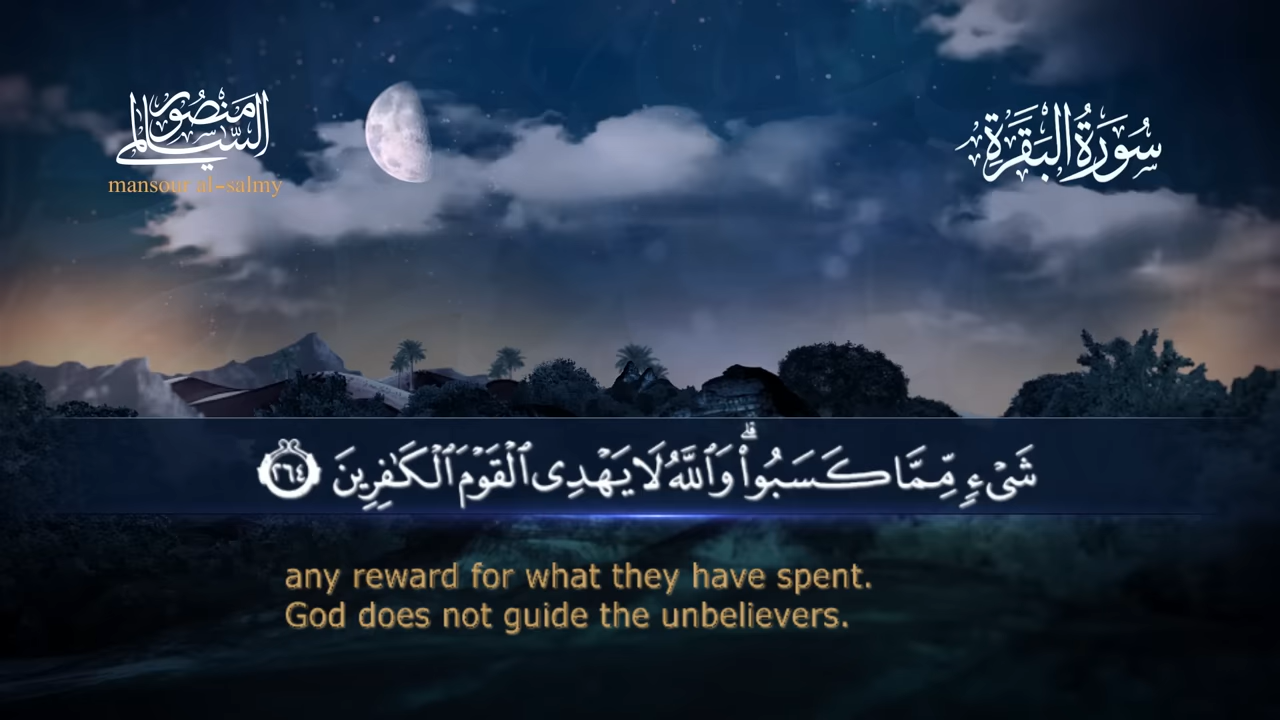 منصور السالمي
mansour al-salmy
سُورَةُ البَقَرَةِ
شَىْءٍ مِّمَّا كَسَبُوا۟ ۗ وَٱللَّهُ لَا يَهْدِى ٱلْقَوْمَ ٱلْكَـٰفِرِينَ ٢٦٤
any reward for what they have spent.
God does not guide the unbelievers.